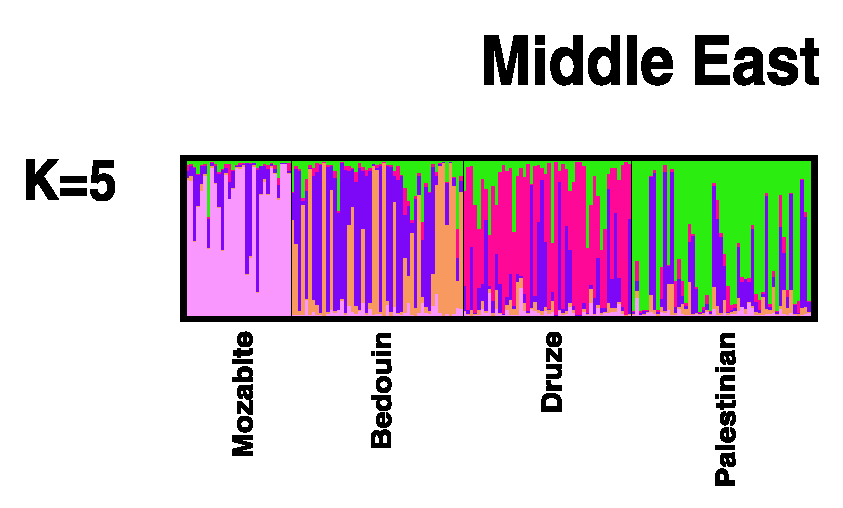 Middle East
K=5
Mozabite
Bedouin
Druze
Palestinian